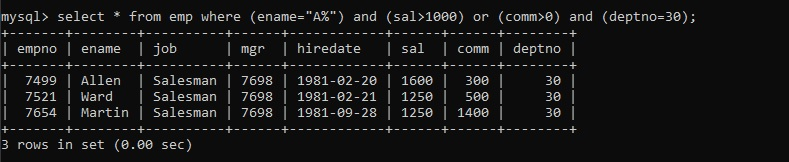 mysql> select * from emp where (ename="A%") and (sal>1000) or (comm>0) and (deptno=30);
+-------+--------+----------+------+------------+------+------+--------+
| empno | ename  | job      | mgr  | hiredate   | sal  | comm | deptno |
+-------+--------+----------+------+------------+------+------+--------+
|  7499 | Allen  | Salesman | 7698 | 1981-02-20 | 1600 |  300 |     30 |
|  7521 | Ward   | Salesman | 7698 | 1981-02-21 | 1250 |  500 |     30 |
|  7654 | Martin | Salesman | 7698 | 1981-09-28 | 1250 | 1400 |     30 |
+-------+--------+----------+------+------------+------+------+--------+
3 rows in set (0.00 sec)